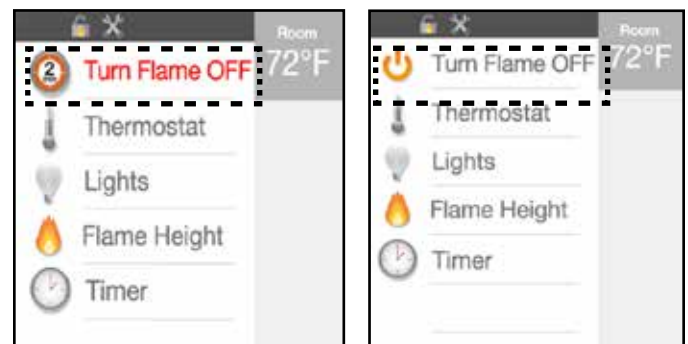 Room
72°F
2
Turn Flame OFF
Thermostat
Lights
Flame Height
Timer
Room
72°F
Turn Flame OFF
Thermostat
Lights
Flame Height
Timer